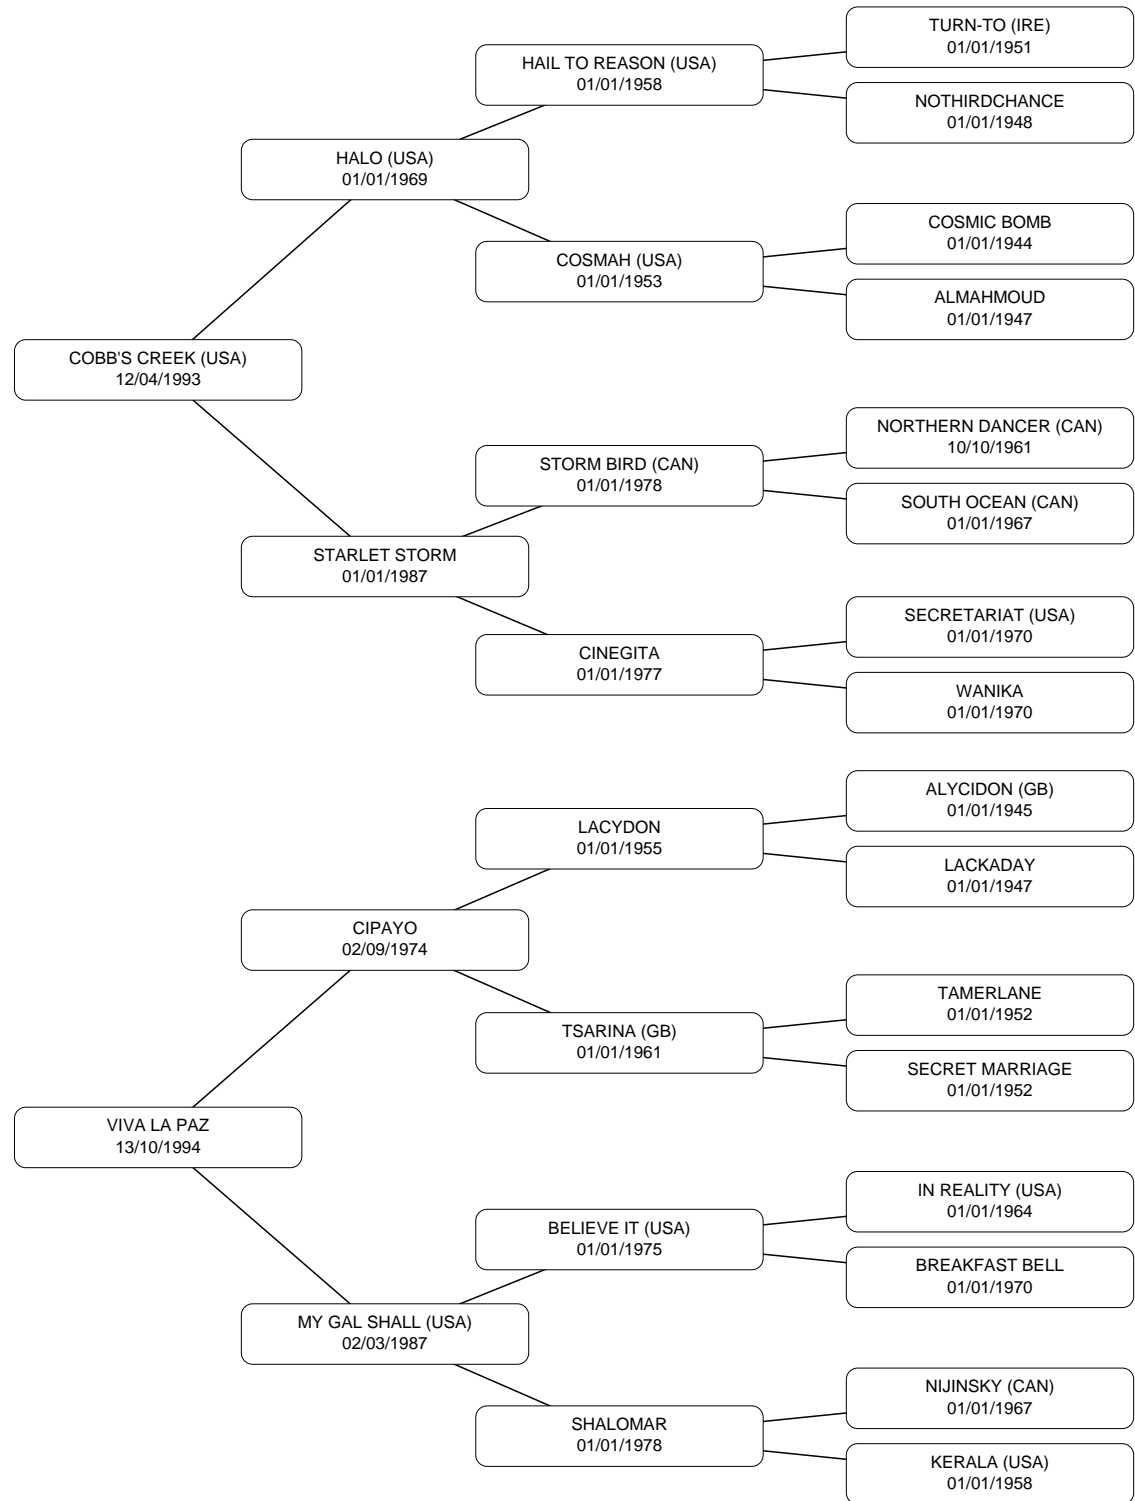 TURN-TO (IRE)
01/01/1951
HAIL TO REASON (USA)
01/01/1958
NOTHIRDCHANCE
01/01/1948
HALO (USA)
01/01/1969
COSMIC BOMB
01/01/1944
COSMAH (USA)
01/01/1953
ALMAHMOUD
01/01/1947
COBB'S CREEK (USA)
12/04/1993
NORTHERN DANCER (CAN)
10/10/1961
STORM BIRD (CAN)
01/01/1978
SOUTH OCEAN (CAN)
01/01/1967
STARLET STORM
01/01/1987
SECRETARIAT (USA)
01/01/1970
CINEGITA
01/01/1977
WANIKA
01/01/1970
ALYCIDON (GB)
01/01/1945
LACYDON
01/01/1955
LACKADAY
01/01/1947
CIPAYO
02/09/1974
TAMERLANE
01/01/1952
TSARINA (GB)
01/01/1961
SECRET MARRIAGE
01/01/1952
VIVA LA PAZ
13/10/1994
IN REALITY (USA)
01/01/1964
BELIEVE IT (USA)
01/01/1975
BREAKFAST BELL
01/01/1970
MY GAL SHALL (USA)
02/03/1987
NIJINSKY (CAN)
01/01/1967
SHALOMAR
01/01/1978
KERALA (USA)
01/01/1958